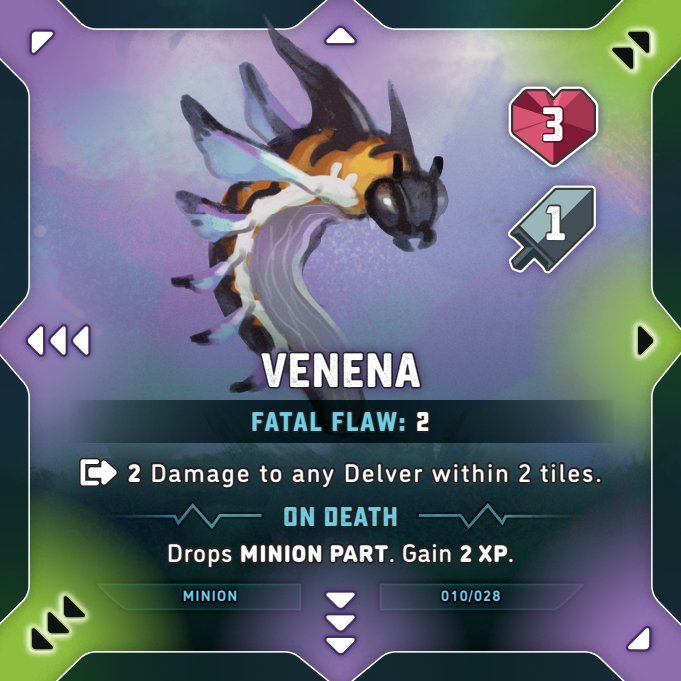 3
1
VENENA
FATAL FLAW: 2
2 Damage to any Delver within 2 tiles.
ON DEATH
Drops MINION PART. Gain 2 XP.
MINION 010/028